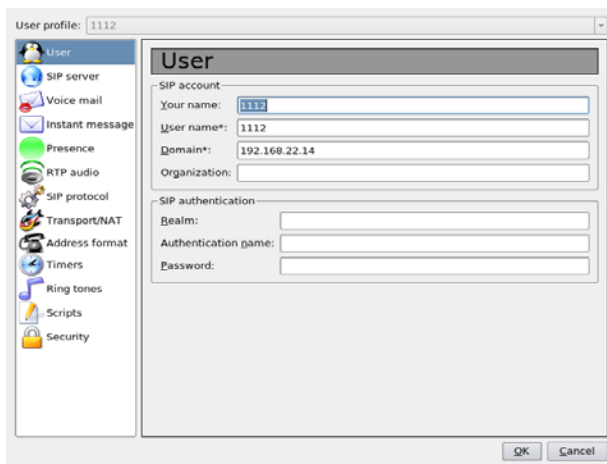 User profile: 1112
User
SIP server
Voice mail
Instant message
Presence
RTP audio
SIP protocol
Transport/NAT
Address format
Timers
Ring tones
Scripts
Security
User
SIP account
Your name: 1112
User name*: 1112
Domain*: 192.168.22.14
Organization:
SIP authentication
Realm:
Authentication name:
Password:
OK Cancel